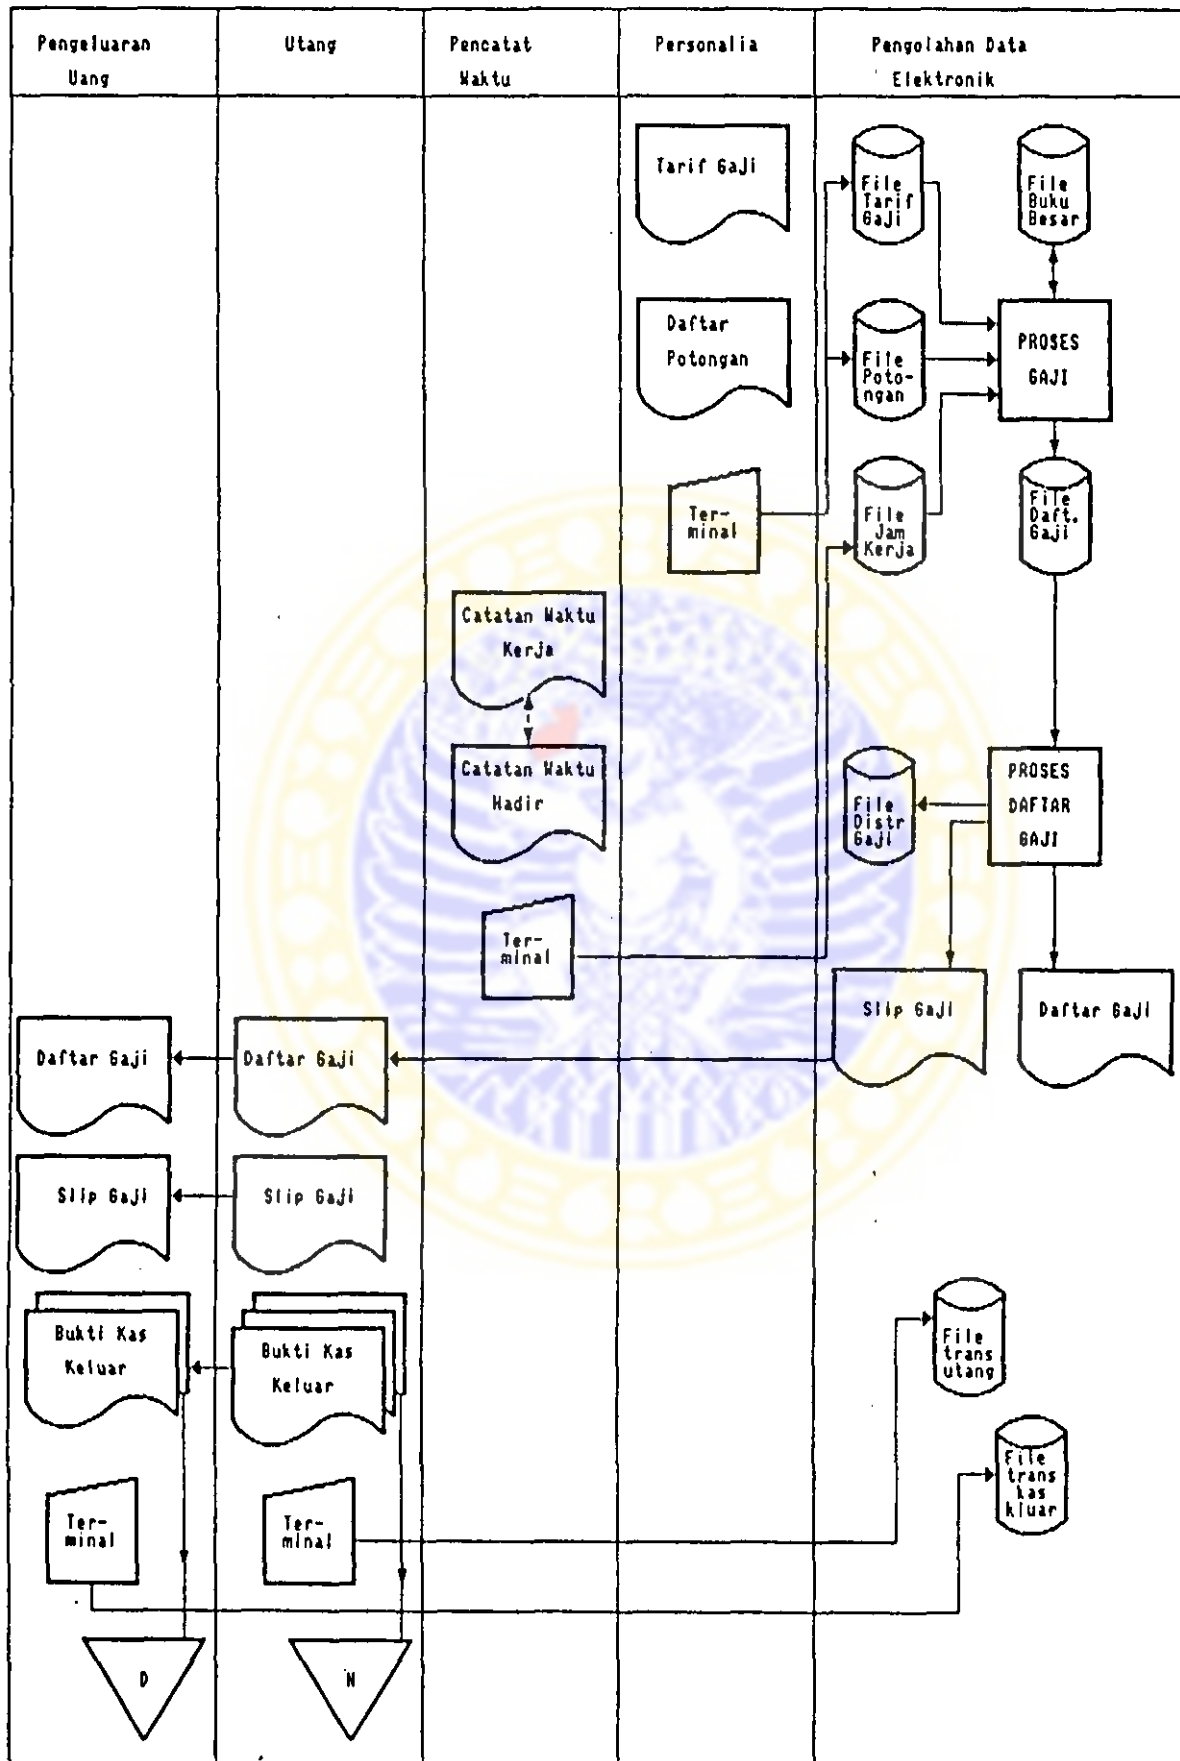 Pengeluaran
Uang
Utang
Pencatat
Waktu
Personalia
Pengolahan Data
Elektronik
Tarif Gaji
File
Tarif
Gaji
File
Buku
Besar
Daftar
Potongan
File
Poto-
ngan
PROSES
GAJI
Ter-
minal
File
Jam
Kerja
File
Daft.
Gaji
Catatan Waktu
Kerja
Catatan Waktu
Hadir
File
Distr
Gaji
PROSES
DAFTAR
GAJI
Ter-
minal
Slip Gaji
Daftar Gaji
Daftar Gaji
Daftar Gaji
Slip Gaji
Slip Gaji
Bukti Kas
Keluar
Bukti Kas
Keluar
File
trans
utang
File
trans
kas
kluar
Ter-
minal
Ter-
minal
D
N